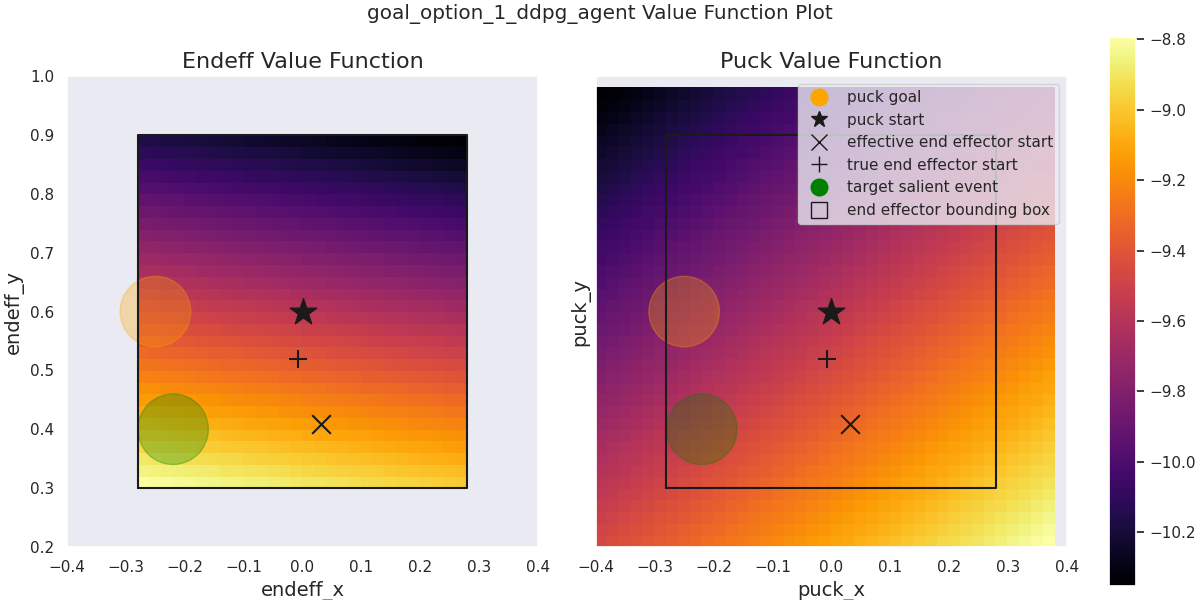 goal_option_1_ddpg_agent Value Function Plot
Endeff Value Function
1.0
0.9
0.8
0.7
0.6
0.5
0.4
0.3
0.2
endeff_y
−0.4 −0.3 −0.2 −0.1 0.0 0.1 0.2 0.3 0.4
endeff_x
Puck Value Function
puck goal
puck start
effective end effector start
true end effector start
target salient event
end effector bounding box
puck_y
−0.4 −0.3 −0.2 −0.1 0.0 0.1 0.2 0.3 0.4
puck_x
−8.8
−9.0
−9.2
−9.4
−9.6
−9.8
−10.0
−10.2